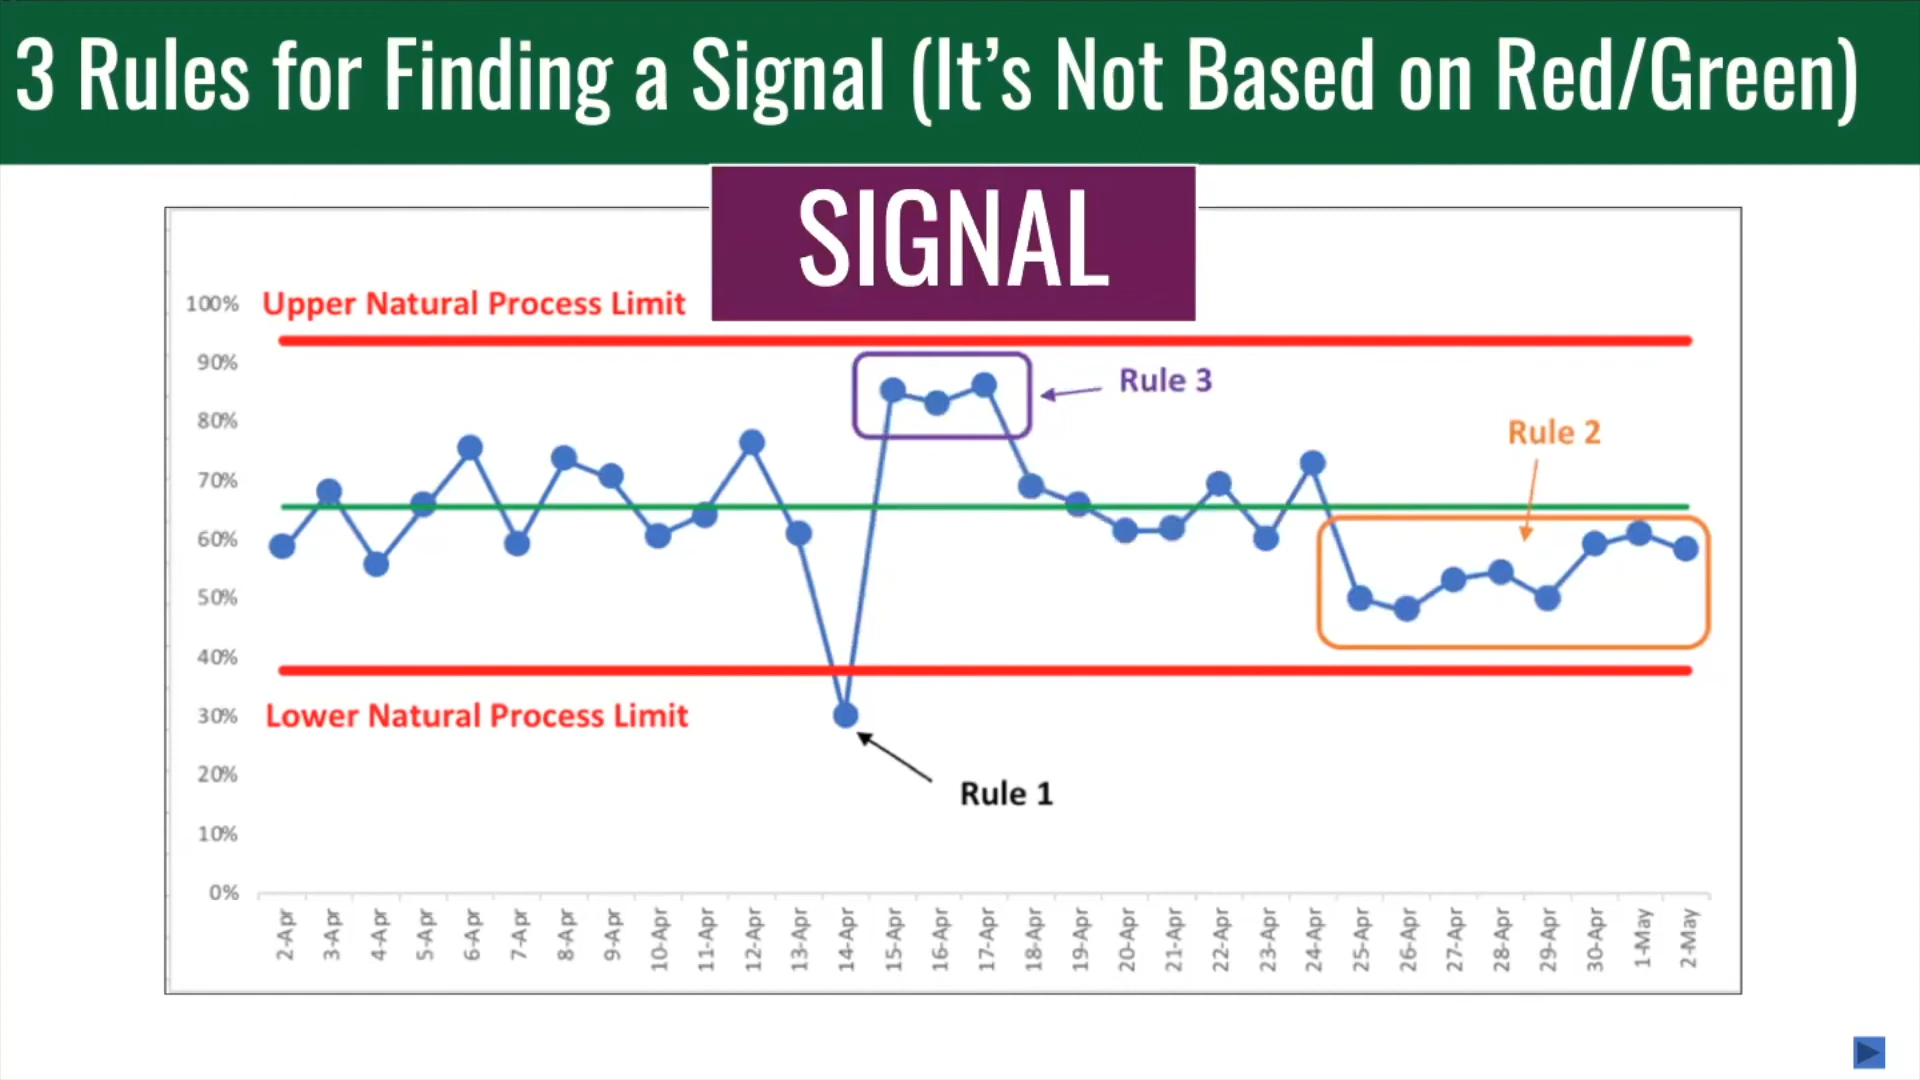 3 Rules for Finding a Signal (It's Not Based on Red/Green)
SIGNAL
100%
Upper Natural Process Limit
90%
Rule 3
80%
Rule 2
70%
60%
50%
40%
30%
Lower Natural Process Limit
20%
Rule 1
10%
0%
2-Apr
3-Apr
4-Apr
5-Apr
6-Apr
7-Apr
8-Apr
9-Apr
10-Apr
11-Apr
12-Apr
13-Apr
14-Apr
15-Apr
16-Apr
17-Apr
18-Apr
19-Apr
20-Apr
21-Apr
22-Apr
23-Apr
24-Apr
25-Apr
26-Apr
27-Apr
28-Apr
29-Apr
30-Apr
1-May
2-May